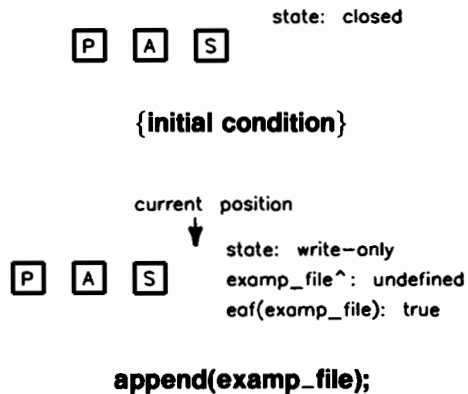 state: closed
P A S
{initial condition}
current position
state: write-only
P A S examp_file^: undefined
eof(examp_file): true
append(examp_file);